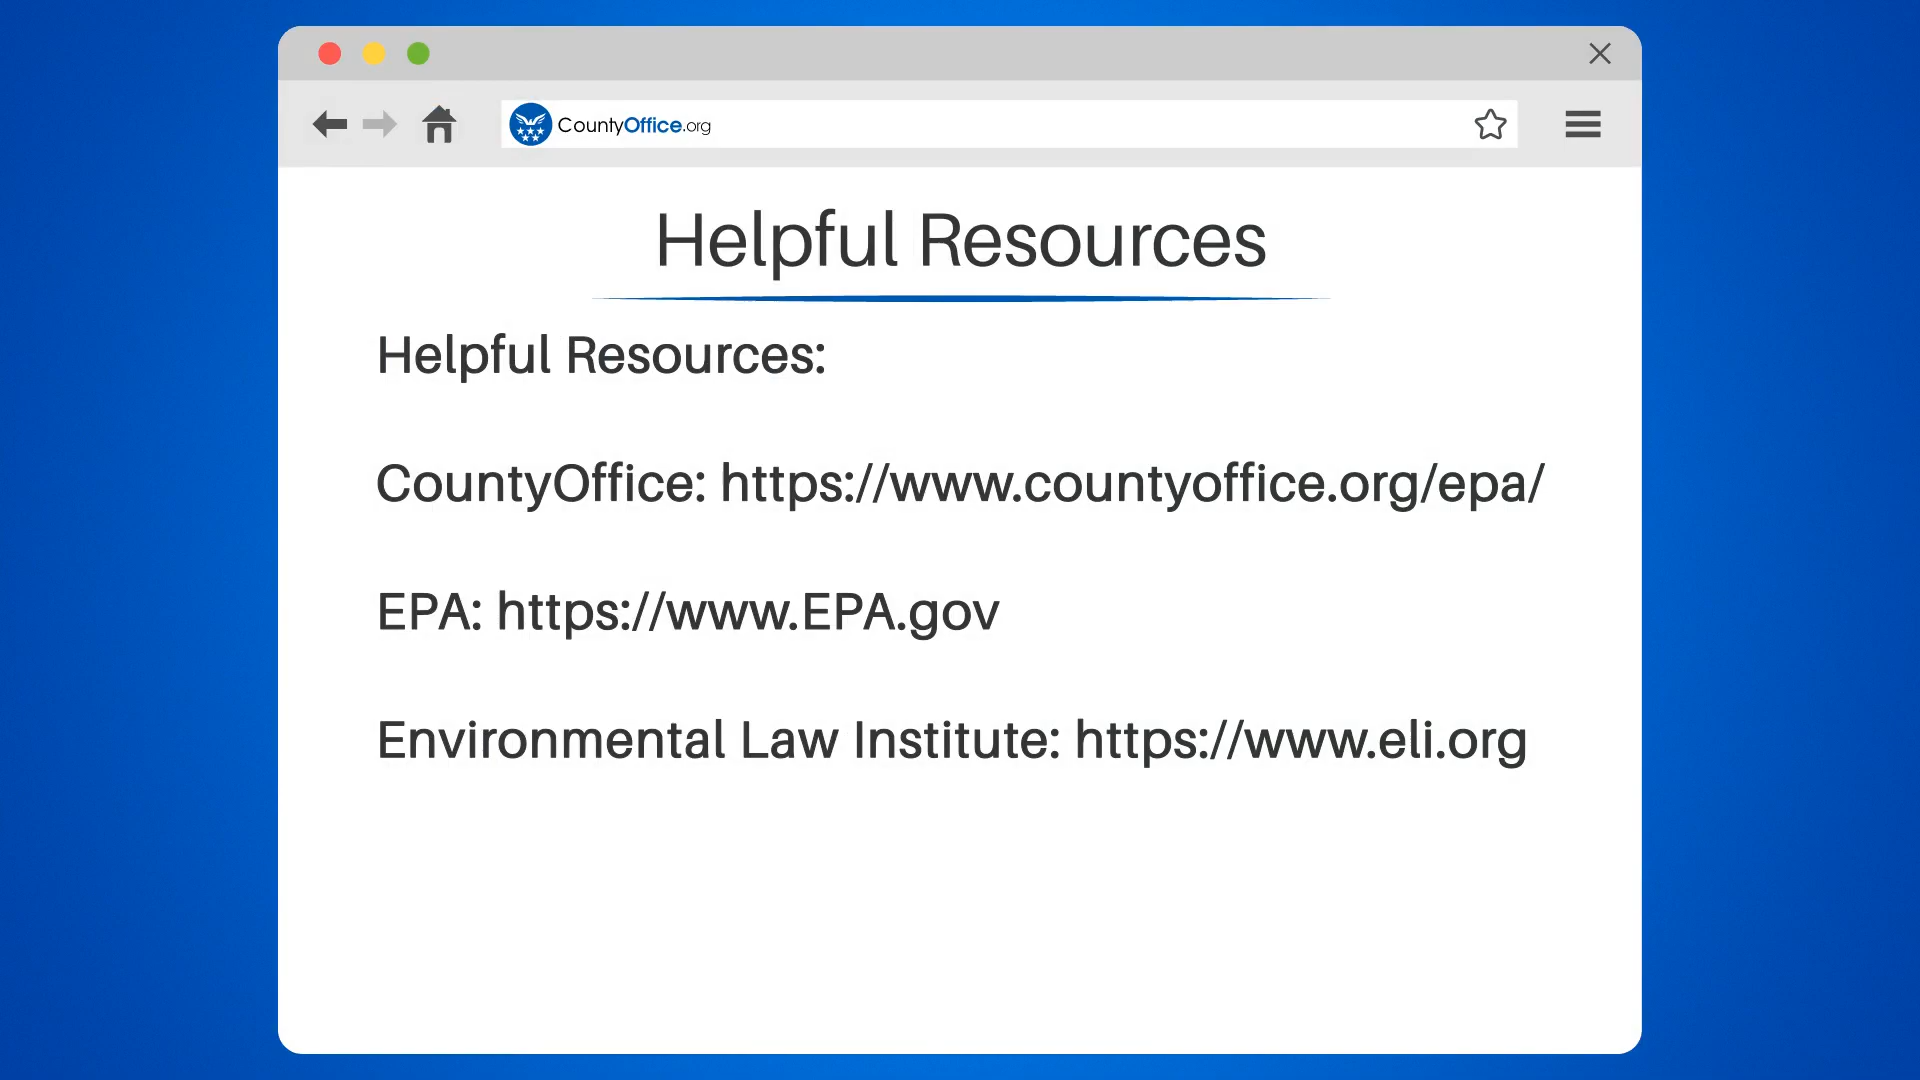 CountyOffice.org
Helpful Resources
Helpful Resources:
CountyOffice: https://www.countyoffice.org/epa/
EPA: https://www.EPA.gov
Environmental Law Institute: https://www.eli.org